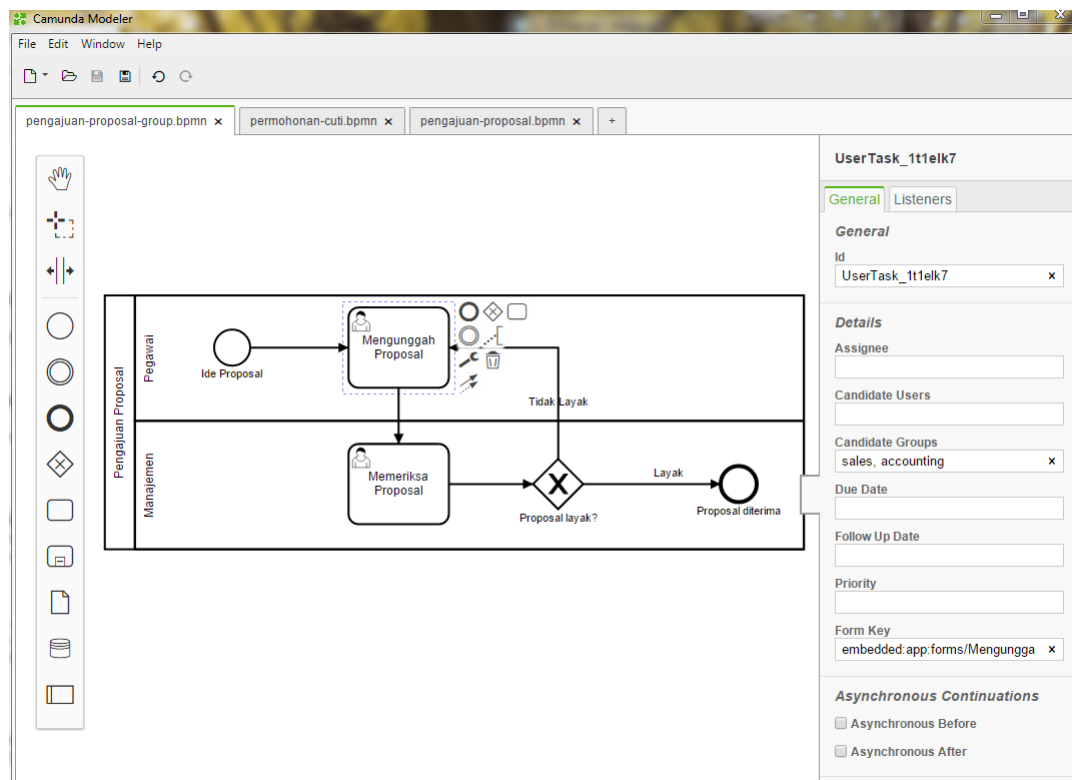 Camunda Modeler
File Edit Window Help
pengajuan-proposal-group.bpmn x
permohonan-cuti.bpmn x
pengajuan-proposal.bpmn x
+
Pengajuan Proposal
Pegawai
Ide Proposal
Mengunggah
Proposal
Tidak Layak
Manajemen
Memeriksa
Proposal
Proposal layak?
Layak
Proposal diterima
UserTask_1t1elk7
General Listeners
General
Id
UserTask_1t1elk7 x
Details
Assignee
Candidate Users
Candidate Groups
sales, accounting x
Due Date
Follow Up Date
Priority
Form Key
embedded:app:forms/Mengungga x
Asynchronous Continuations
Asynchronous Before
Asynchronous After